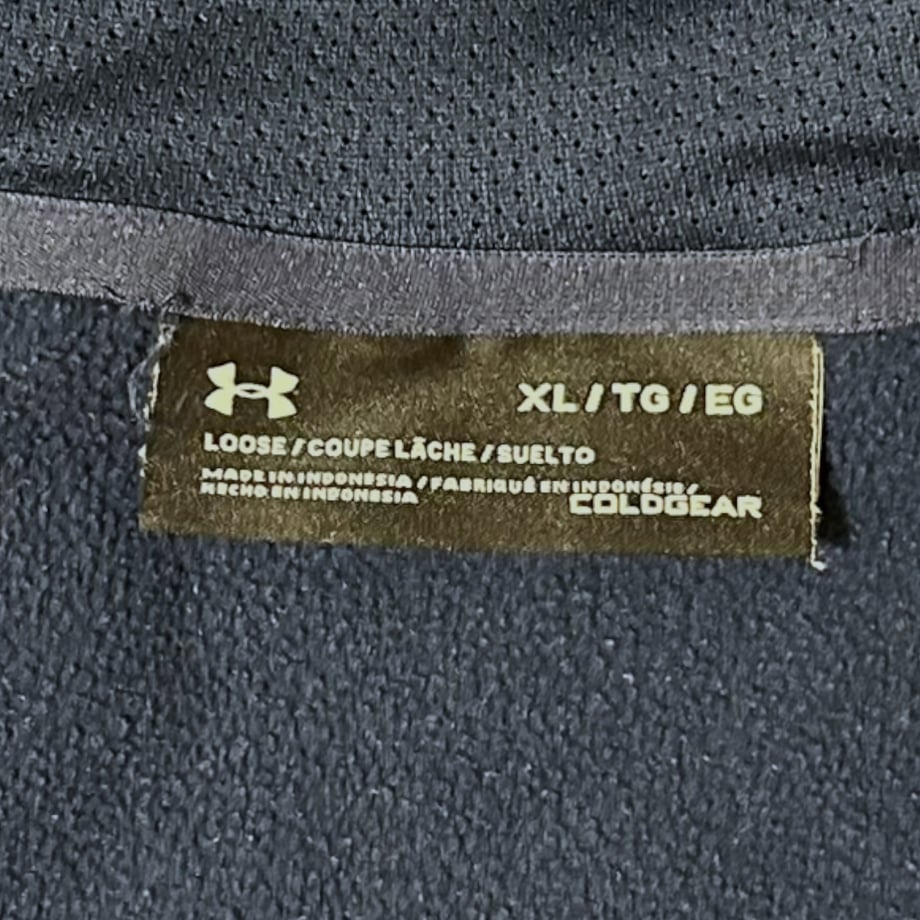 XL / TG / EG
LOOSE / COUPE LÂCHE / SUELTO
MADE IN INDONESIA / FABRIQUÉ EN INDONÉSIE /
HECHO EN INDONESIA
COLDGEAR